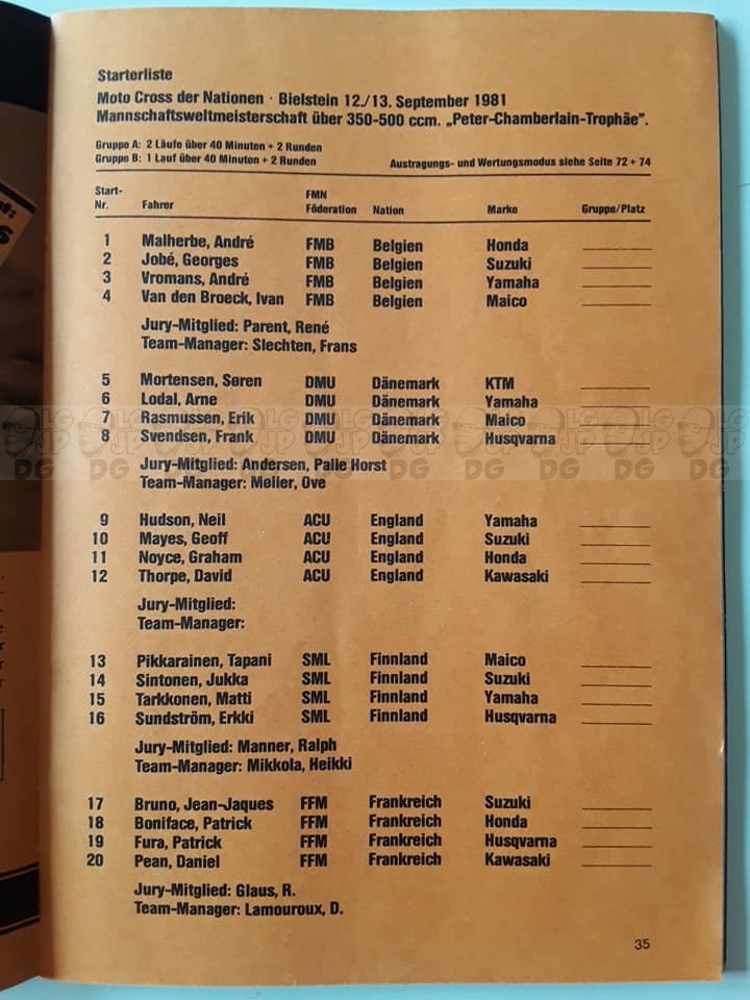 Starterliste
Moto Cross der Nationen · Bielstein 12./13. September 1981
Mannschaftsweltmeisterschaft über 350-500 ccm. „Peter-Chamberlain-Trophäe”.
Gruppe A: 2 Läufe über 40 Minuten + 2 Runden
Gruppe B: 1 Lauf über 40 Minuten + 2 Runden Austragungs- und Wertungsmodus siehe Seite 72 + 74
Start- FMN
Nr. Fahrer Föderation Nation Marke Gruppe/Platz
1 Malherbe, André FMB Belgien Honda
2 Jobé, Georges FMB Belgien Suzuki
3 Vromans, André FMB Belgien Yamaha
4 Van den Broeck, Ivan FMB Belgien Maico
Jury-Mitglied: Parent, René
Team-Manager: Slechten, Frans
5 Mortensen, Søren DMU Dänemark KTM
6 Lodal, Arne DMU Dänemark Yamaha
7 Rasmussen, Erik DMU Dänemark Maico
8 Svendsen, Frank DMU Dänemark Husqvarna
Jury-Mitglied: Andersen, Palle Horst
Team-Manager: Møller, Ove
9 Hudson, Neil ACU England Yamaha
10 Mayes, Geoff ACU England Suzuki
11 Noyce, Graham ACU England Honda
12 Thorpe, David ACU England Kawasaki
Jury-Mitglied:
Team-Manager:
13 Pikkarainen, Tapani SML Finnland Maico
14 Sintonen, Jukka SML Finnland Suzuki
15 Tarkkonen, Matti SML Finnland Yamaha
16 Sundström, Erkki SML Finnland Husqvarna
Jury-Mitglied: Manner, Ralph
Team-Manager: Mikkola, Heikki
17 Bruno, Jean-Jaques FFM Frankreich Suzuki
18 Boniface, Patrick FFM Frankreich Honda
19 Fura, Patrick FFM Frankreich Husqvarna
20 Pean, Daniel FFM Frankreich Kawasaki
Jury-Mitglied: Glaus, R.
Team-Manager: Lamouroux, D.
35